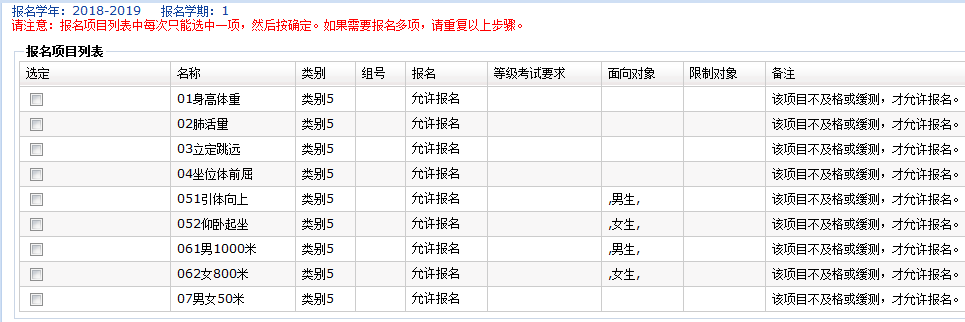 报名学年：2018-2019 报名学期：1
请注意：报名项目列表中每次只能选中一项，然后按确定。如果需要报名多项，请重复以上步骤。
报名项目列表
选定 名称 类别 组号 报名 等级考试要求 面向对象 限制对象 备注
01身高体重 类别5 允许报名 该项目不及格或缓测，才允许报名。
02肺活量 类别5 允许报名 该项目不及格或缓测，才允许报名。
03立定跳远 类别5 允许报名 该项目不及格或缓测，才允许报名。
04坐位体前屈 类别5 允许报名 该项目不及格或缓测，才允许报名。
051引体向上 类别5 允许报名 ,男生, 该项目不及格或缓测，才允许报名。
052仰卧起坐 类别5 允许报名 ,女生, 该项目不及格或缓测，才允许报名。
061男1000米 类别5 允许报名 ,男生, 该项目不及格或缓测，才允许报名。
062女800米 类别5 允许报名 ,女生, 该项目不及格或缓测，才允许报名。
07男女50米 类别5 允许报名 该项目不及格或缓测，才允许报名。